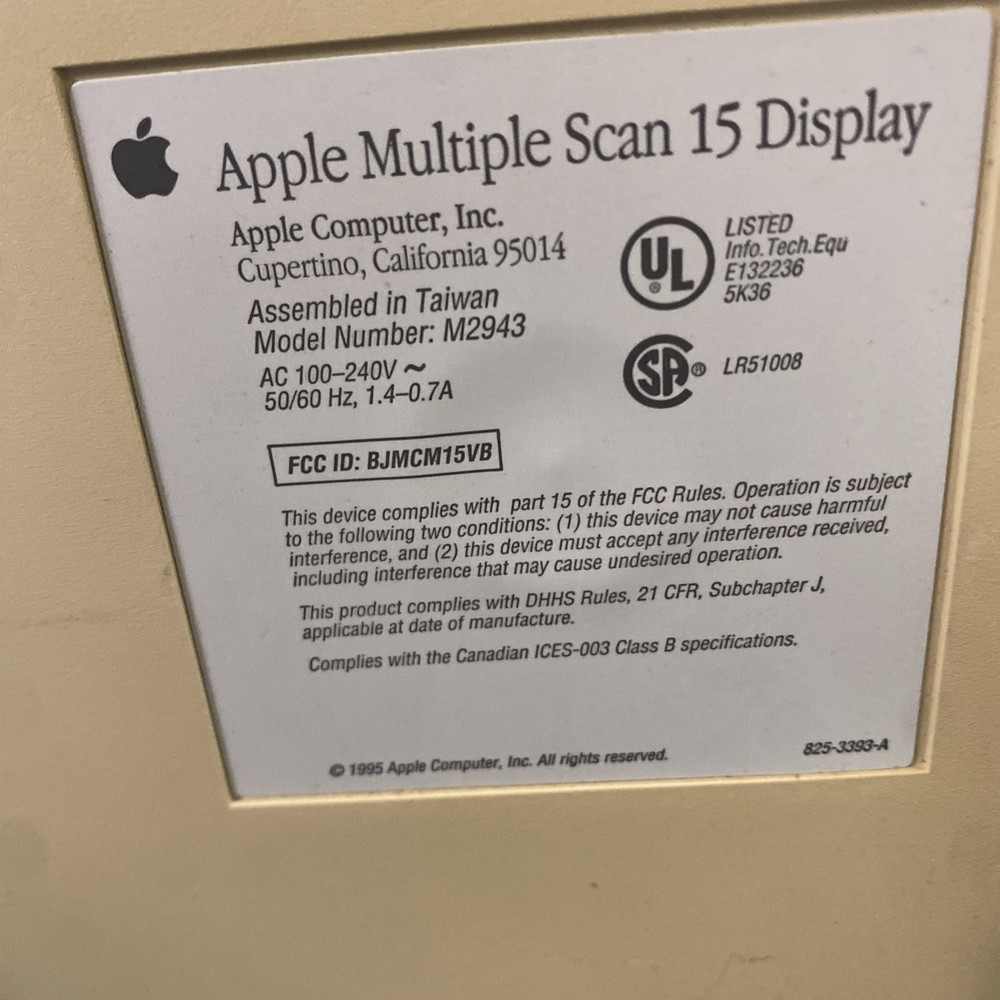 Apple Multiple Scan 15 Display
Apple Computer, Inc.
Cupertino, California 95014
Assembled in Taiwan
Model Number: M2943
AC 100–240V ~
50/60 Hz, 1.4–0.7A
UL ®
LISTED
Info.Tech.Equ
E132236
5K36
SA ® LR51008
FCC ID: BJMCM15VB
This device complies with part 15 of the FCC Rules. Operation is subject
to the following two conditions: (1) this device may not cause harmful
interference, and (2) this device must accept any interference received,
including interference that may cause undesired operation.
This product complies with DHHS Rules, 21 CFR, Subchapter J,
applicable at date of manufacture.
Complies with the Canadian ICES-003 Class B specifications.
© 1995 Apple Computer, Inc. All rights reserved.
825-3393-A